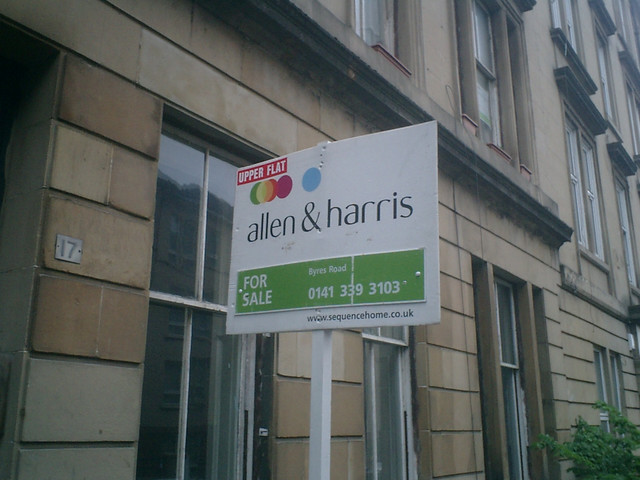 17
UPPER FLAT
allen & harris
FOR SALE
Byres Road
0141 339 3103
www.sequencehome.co.uk